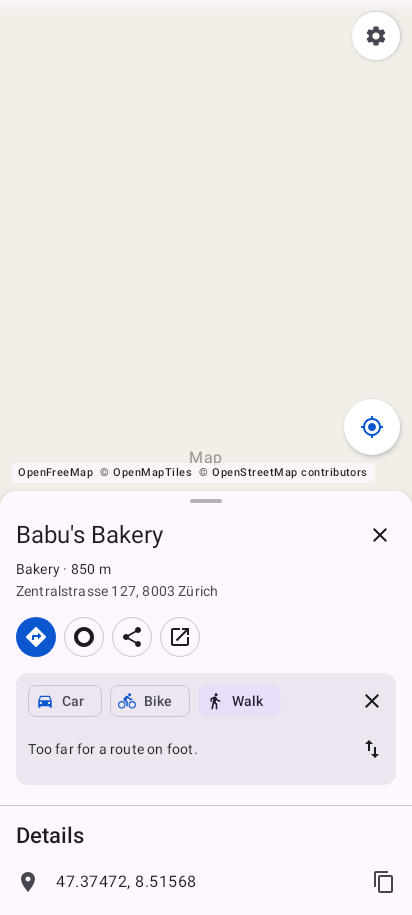 Map
OpenFreeMap © OpenMapTiles © OpenStreetMap contributors
Babu's Bakery
Bakery · 850 m
Zentralstrasse 127, 8003 Zürich
Car Bike Walk
Too far for a route on foot.
Details
47.37472, 8.51568